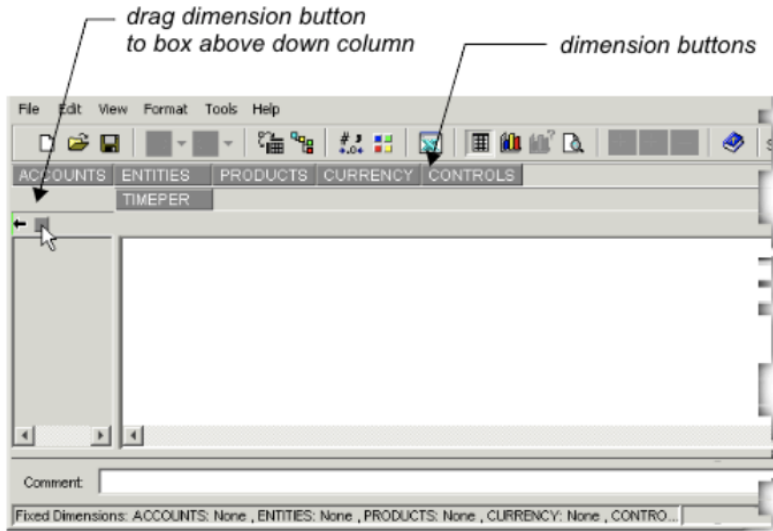 drag dimension button
to box above down column
dimension buttons
File Edit View Format Tools Help
ACCOUNTS ENTITIES PRODUCTS CURRENCY CONTROLS
TIMEPER
Comment:
Fixed Dimensions: ACCOUNTS: None , ENTITIES: None , PRODUCTS: None , CURRENCY: None , CONTRO...